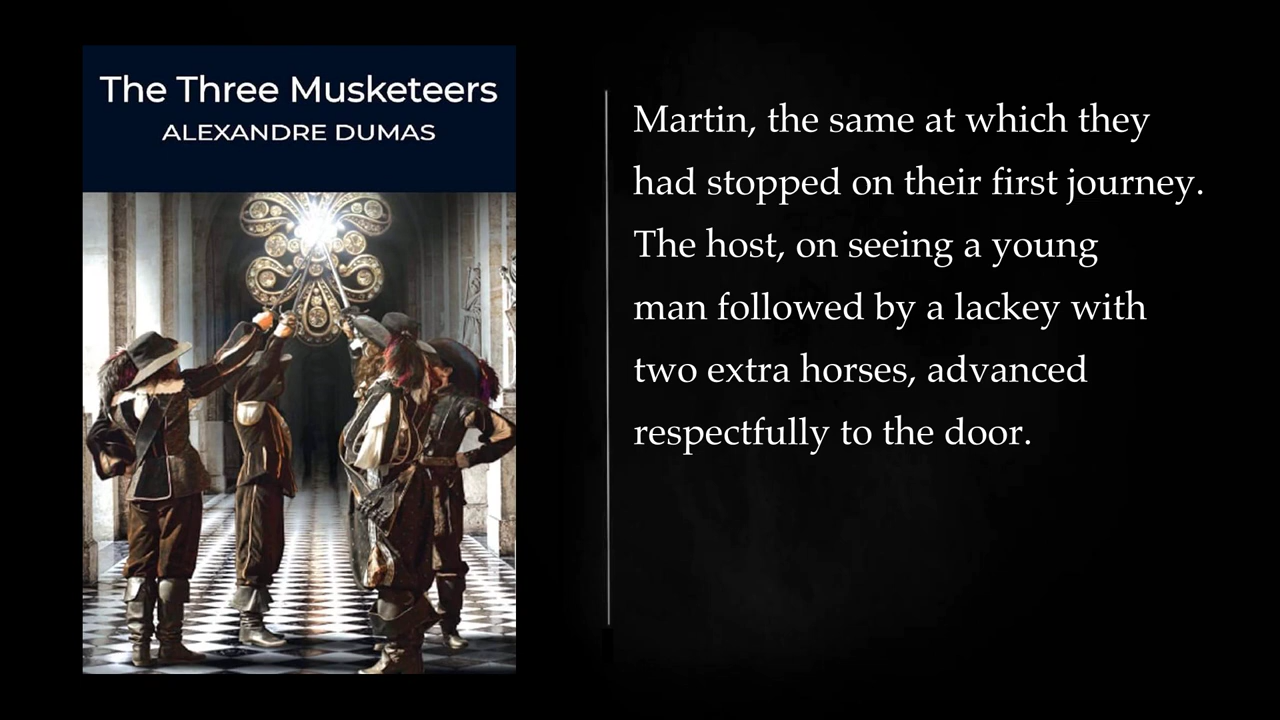 The Three Musketeers
ALEXANDRE DUMAS
Martin, the same at which they
had stopped on their first journey.
The host, on seeing a young
man followed by a lackey with
two extra horses, advanced
respectfully to the door.